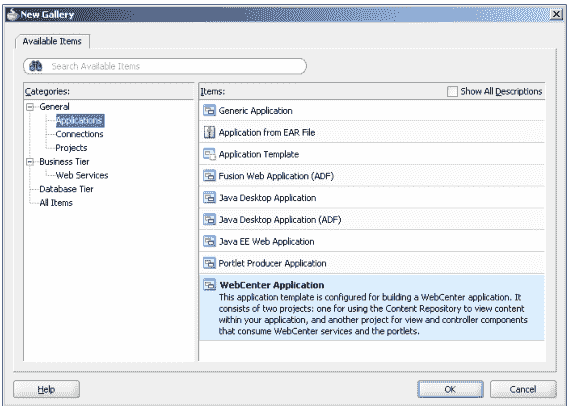 New Gallery
Available Items
Search Available Items
Categories:
General
Applications
Connections
Projects
Business Tier
Web Services
Database Tier
All Items
Items:
Show All Descriptions
Generic Application
Application from EAR File
Application Template
Fusion Web Application (ADF)
Java Desktop Application
Java Desktop Application (ADF)
Java EE Web Application
Portlet Producer Application
WebCenter Application
This application template is configured for building a WebCenter application. It
consists of two projects: one for using the Content Repository to view content
within your application, and another project for view and controller components
that consume WebCenter services and the portlets.
Help
OK
Cancel